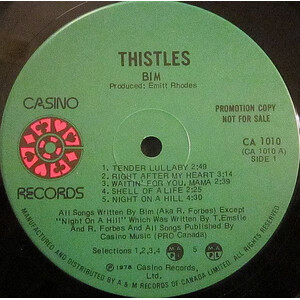 THISTLES
BIM
Produced: Emitt Rhodes
CASINO
RECORDS
PROMOTION COPY
NOT FOR SALE
CA 1010
(CA 1010 A)
SIDE 1
1. TENDER LULLABY 2:49
2. RIGHT AFTER MY HEART 3:14
3. WAITIN' FOR YOU, MAMA 2:39
4. SHELL OF A LIFE 2:25
5. NIGHT ON A HILL 4:30
All Songs Written By Bim (Aka R. Forbes) Except
"Night On A Hill" Which Was Written By T. Emslie
And R. Forbes And All Songs Published By
Casino Music (PRO Canada)
Selections 1,2,3,4
5
℗ 1978 Casino Records, Ltd.
MANUFACTURED AND DISTRIBUTED BY A & M RECORDS OF CANADA LIMITED. ALL RIGHTS RESERVED